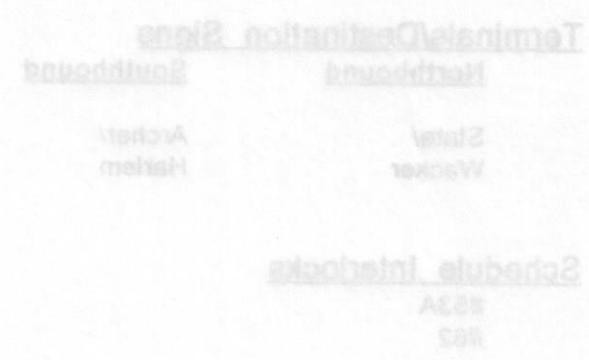 Terminals/Destination Signs
Northbound Southbound
State/ Archer/
Wacker Harlem
Schedule Interlocks
#53A
#62